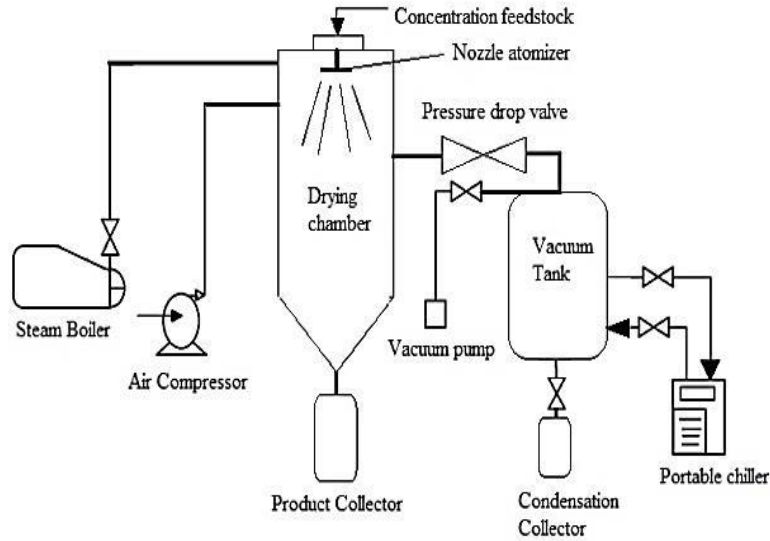 Concentration feedstock
Nozzle atomizer
Pressure drop valve
Drying
chamber
Vacuum
Tank
Steam Boiler
Vacuum pump
Air Compressor
Portable chiller
Product Collector
Condensation
Collector